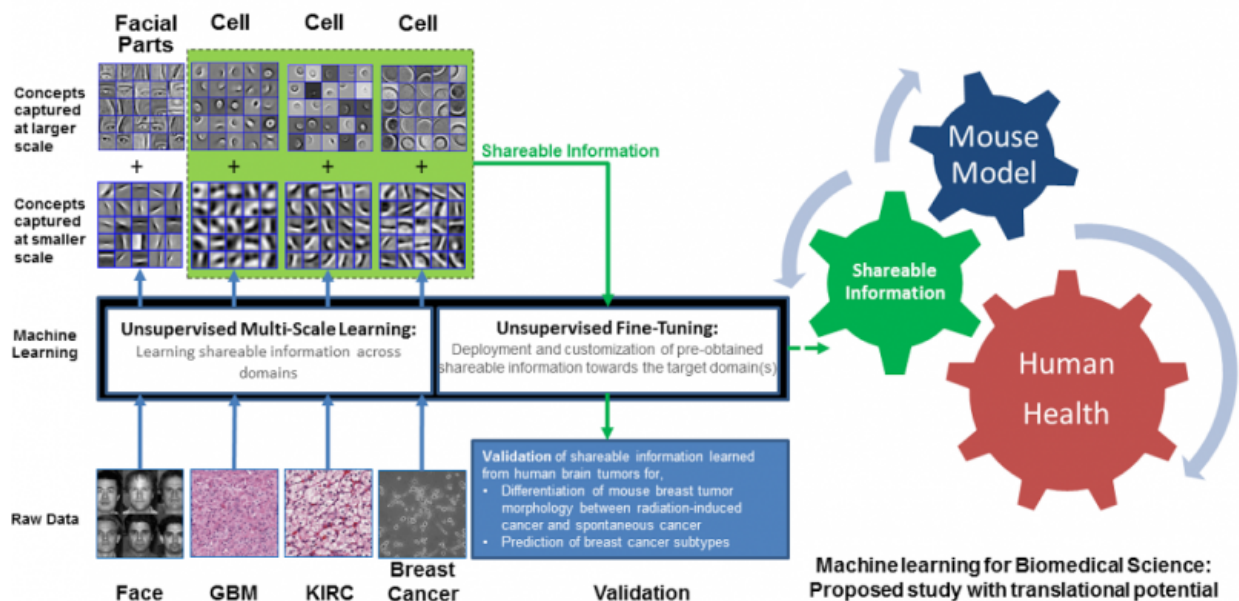 Facial
Parts
Cell
Cell
Cell
Concepts
captured
at larger
scale
+
+
+
+
Concepts
captured
at smaller
scale
Shareable Information
Machine
Learning
Unsupervised Multi-Scale Learning:
Learning shareable information across
domains
Unsupervised Fine-Tuning:
Deployment and customization of pre-obtained
shareable information towards the target domain(s)
Raw Data
Validation of shareable information learned
from human brain tumors for,
• Differentiation of mouse breast tumor
morphology between radiation-induced
cancer and spontaneous cancer
• Prediction of breast cancer subtypes
Face
GBM
KIRC
Breast
Cancer
Validation
Mouse
Model
Shareable
Information
Human
Health
Machine learning for Biomedical Science:
Proposed study with translational potential